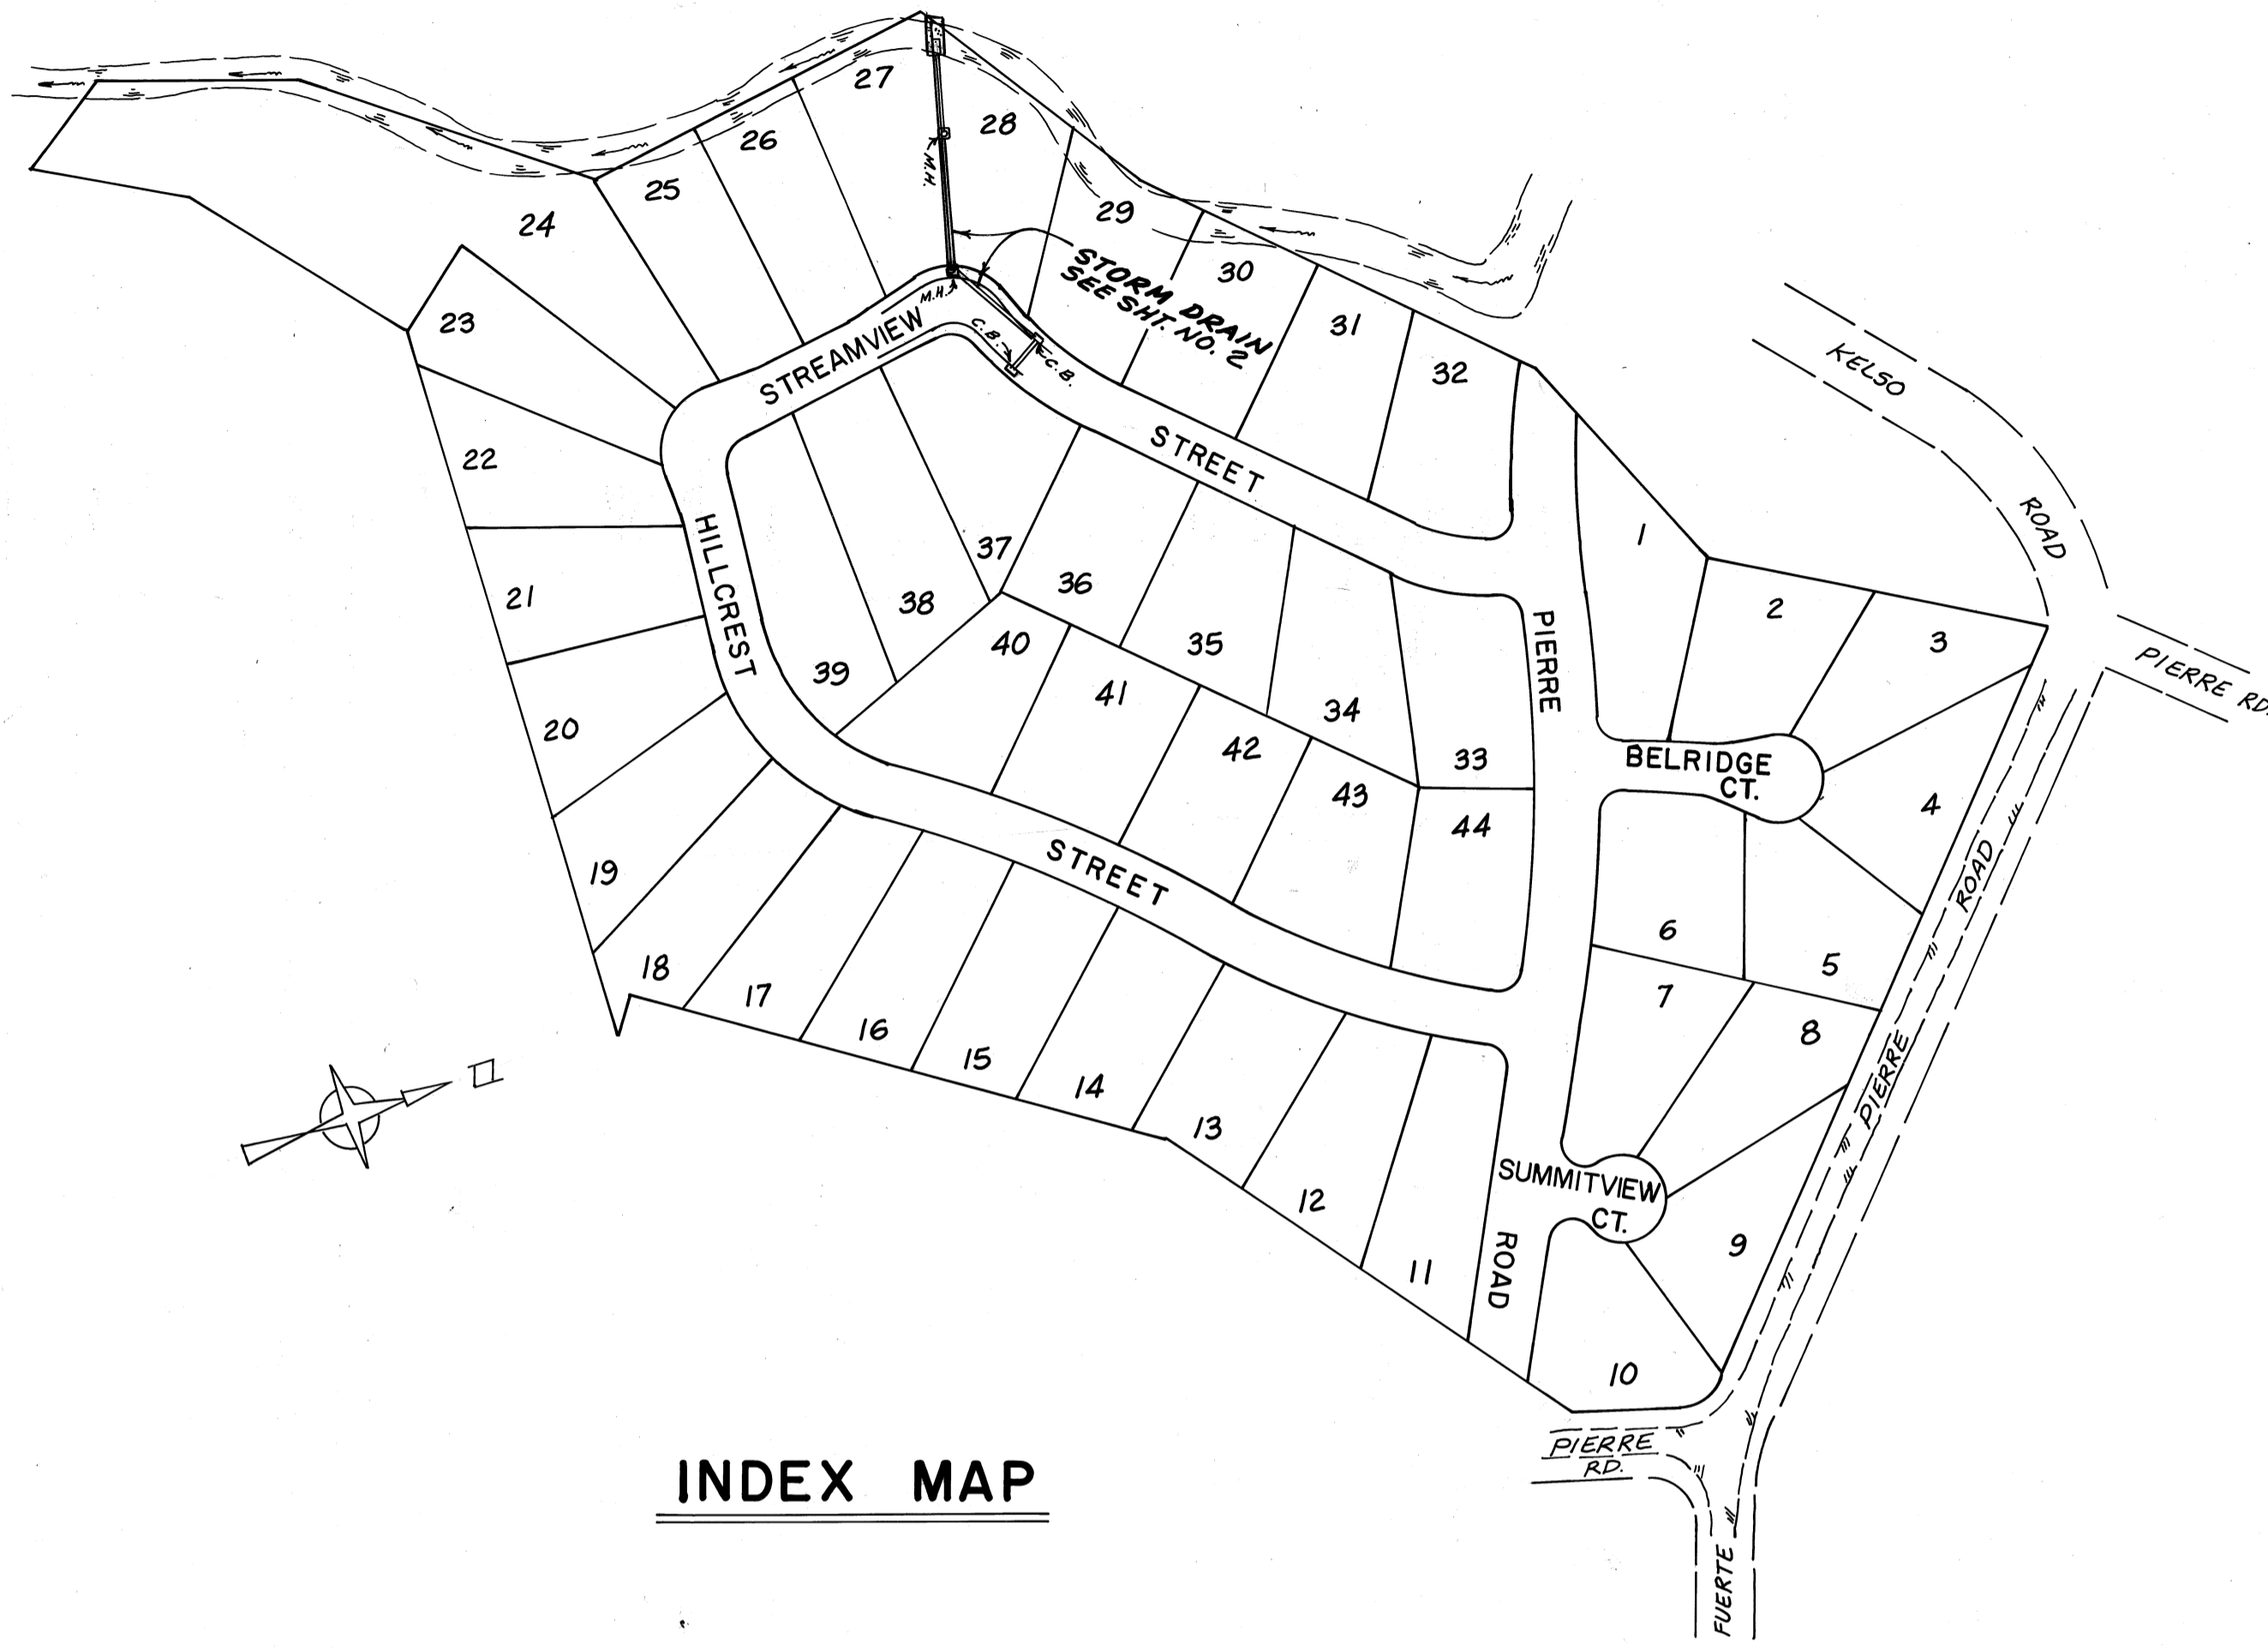 27
28
26
25
M.H.
29
24
30
STORM DRAIN
SEE SHT. NO. 2
M.H.
C.B.
C.B.
23
31
32
KELSO
ROAD
STREAMVIEW
STREET
22
HILLCREST
37
36
38
1
21
2
3
PIERRE RD.
40
35
PIERRE
39
41
34
20
42
33
BELRIDGE
CT.
43
44
4
19
STREET
ROAD
6
5
18
17
7
16
8
15
14
PIERRE
13
SUMMITVIEW
CT.
12
9
11
ROAD
10
PIERRE
RD.
INDEX MAP
FUERTE